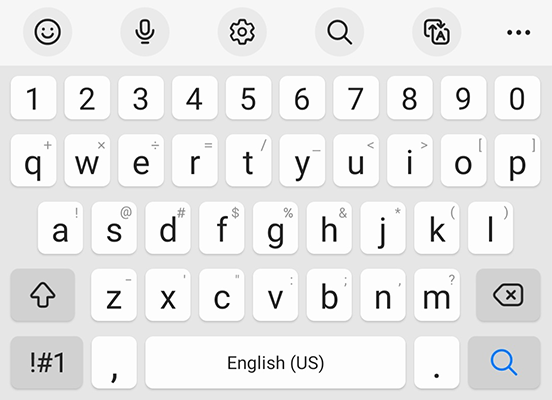 1 2 3 4 5 6 7 8 9 0
+ × ÷ = / _ < > [ ]
q w e r t y u i o p
! @ # $ % & * ( )
a s d f g h j k l
- ' " : ; , ?
z x c v b n m
!#1 , English (US) .